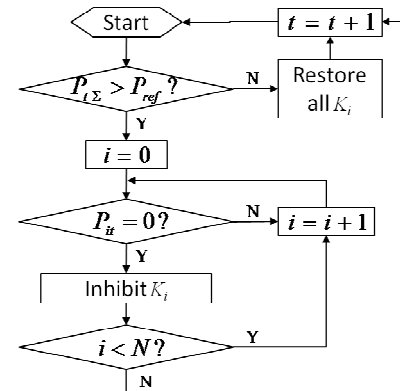 Start
t = t + 1
P_{tΣ} > P_{ref} ?
N
Restore
all K_i
Y
i = 0
P_{it} = 0?
N
i = i + 1
Y
Inhibit K_i
i < N?
Y
N